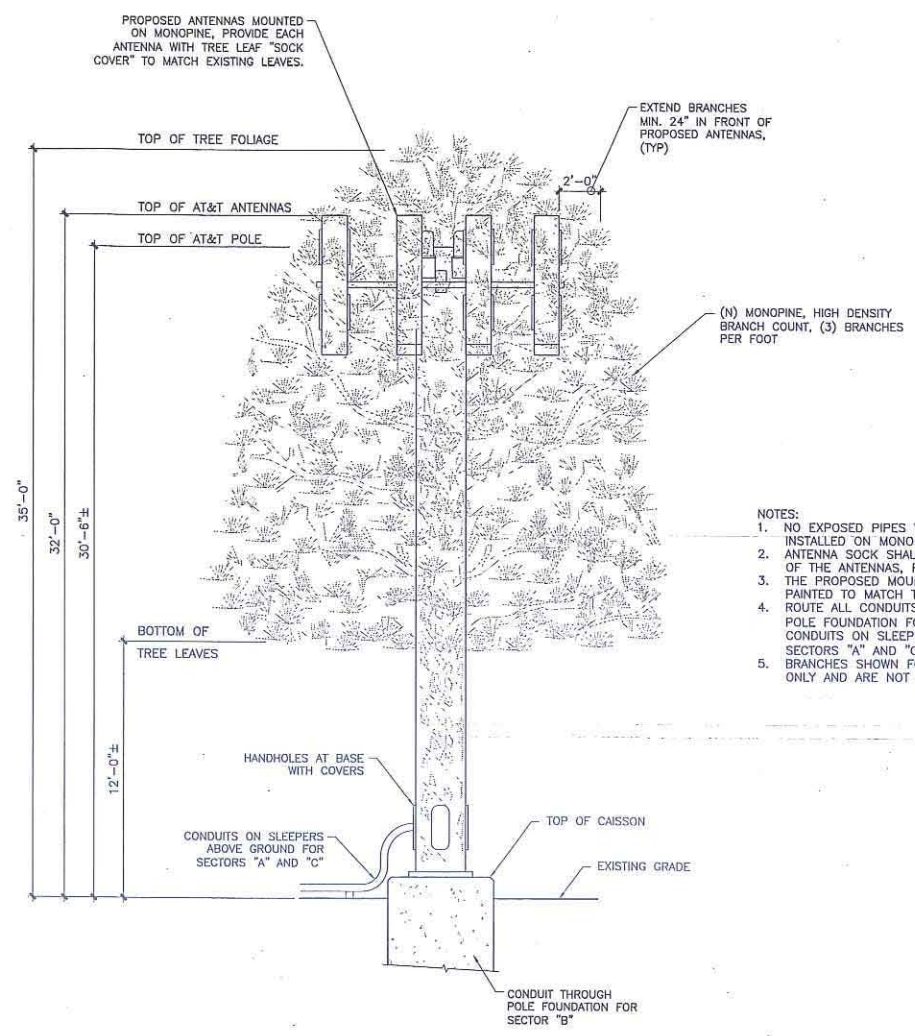 PROPOSED ANTENNAS MOUNTED
ON MONOPINE, PROVIDE EACH
ANTENNA WITH TREE LEAF "SOCK
COVER" TO MATCH EXISTING LEAVES.
EXTEND BRANCHES
MIN. 24" IN FRONT OF
PROPOSED ANTENNAS,
(TYP)
TOP OF TREE FOLIAGE
2'-0"
TOP OF AT&T ANTENNAS
TOP OF AT&T POLE
(N) MONOPINE, HIGH DENSITY
BRANCH COUNT, (3) BRANCHES
PER FOOT
35'-0"
32'-0"
30'-6"±
NOTES:
1. NO EXPOSED PIPES
INSTALLED ON MONO
2. ANTENNA SOCK SHAL
OF THE ANTENNAS,
3. THE PROPOSED MOU
PAINTED TO MATCH T
4. ROUTE ALL CONDUITS
POLE FOUNDATION FO
CONDUITS ON SLEEP
SECTORS "A" AND "C
5. BRANCHES SHOWN FO
ONLY AND ARE NOT
BOTTOM OF
TREE LEAVES
12'-0"±
HANDHOLES AT BASE
WITH COVERS
CONDUITS ON SLEEPERS
ABOVE GROUND FOR
SECTORS "A" AND "C"
TOP OF CAISSON
EXISTING GRADE
CONDUIT THROUGH
POLE FOUNDATION FOR
SECTOR "B"